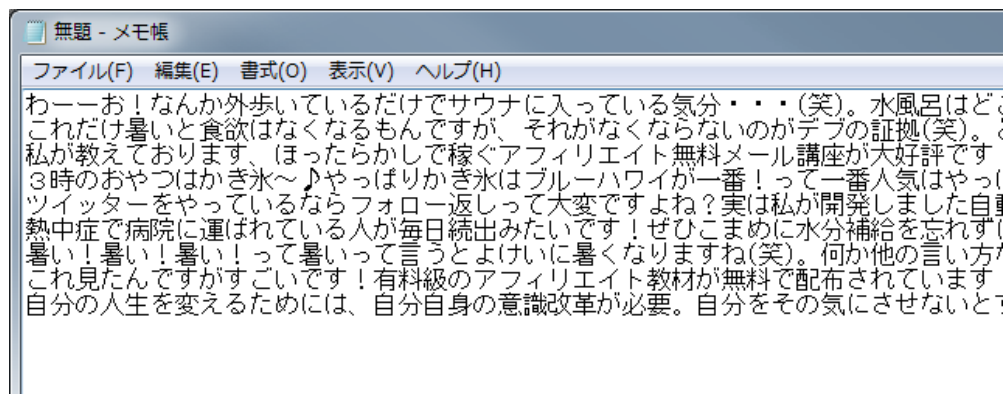 無題 - メモ帳
ファイル(F) 編集(E) 書式(O) 表示(V) ヘルプ(H)
わーーお！なんか外歩いているだけでサウナに入っている気分・・・(笑)。水風呂はど
これだけ暑いと食欲はなくなるもんですが、それがなくならないのがデブの証拠(笑)。
私が教えております、ほったらかしで稼ぐアフィリエイト無料メール講座が大好評です
３時のおやつはかき氷～♪やっぱりかき氷はブルーハワイが一番！って一番人気はやっ
ツイッターをやっているならフォロー返しって大変ですよね？実は私が開発しました自
熱中症で病院に運ばれている人が毎日続出みたいです！ぜひこまめに水分補給を忘れず
暑い！暑い！暑い！って暑いって言うとよけいに暑くなりますね(笑)。何か他の言い方
これ見たんですがすごいです！有料級のアフィリエイト教材が無料で配布されています
自分の人生を変えるためには、自分自身の意識改革が必要。自分をその気にさせないと